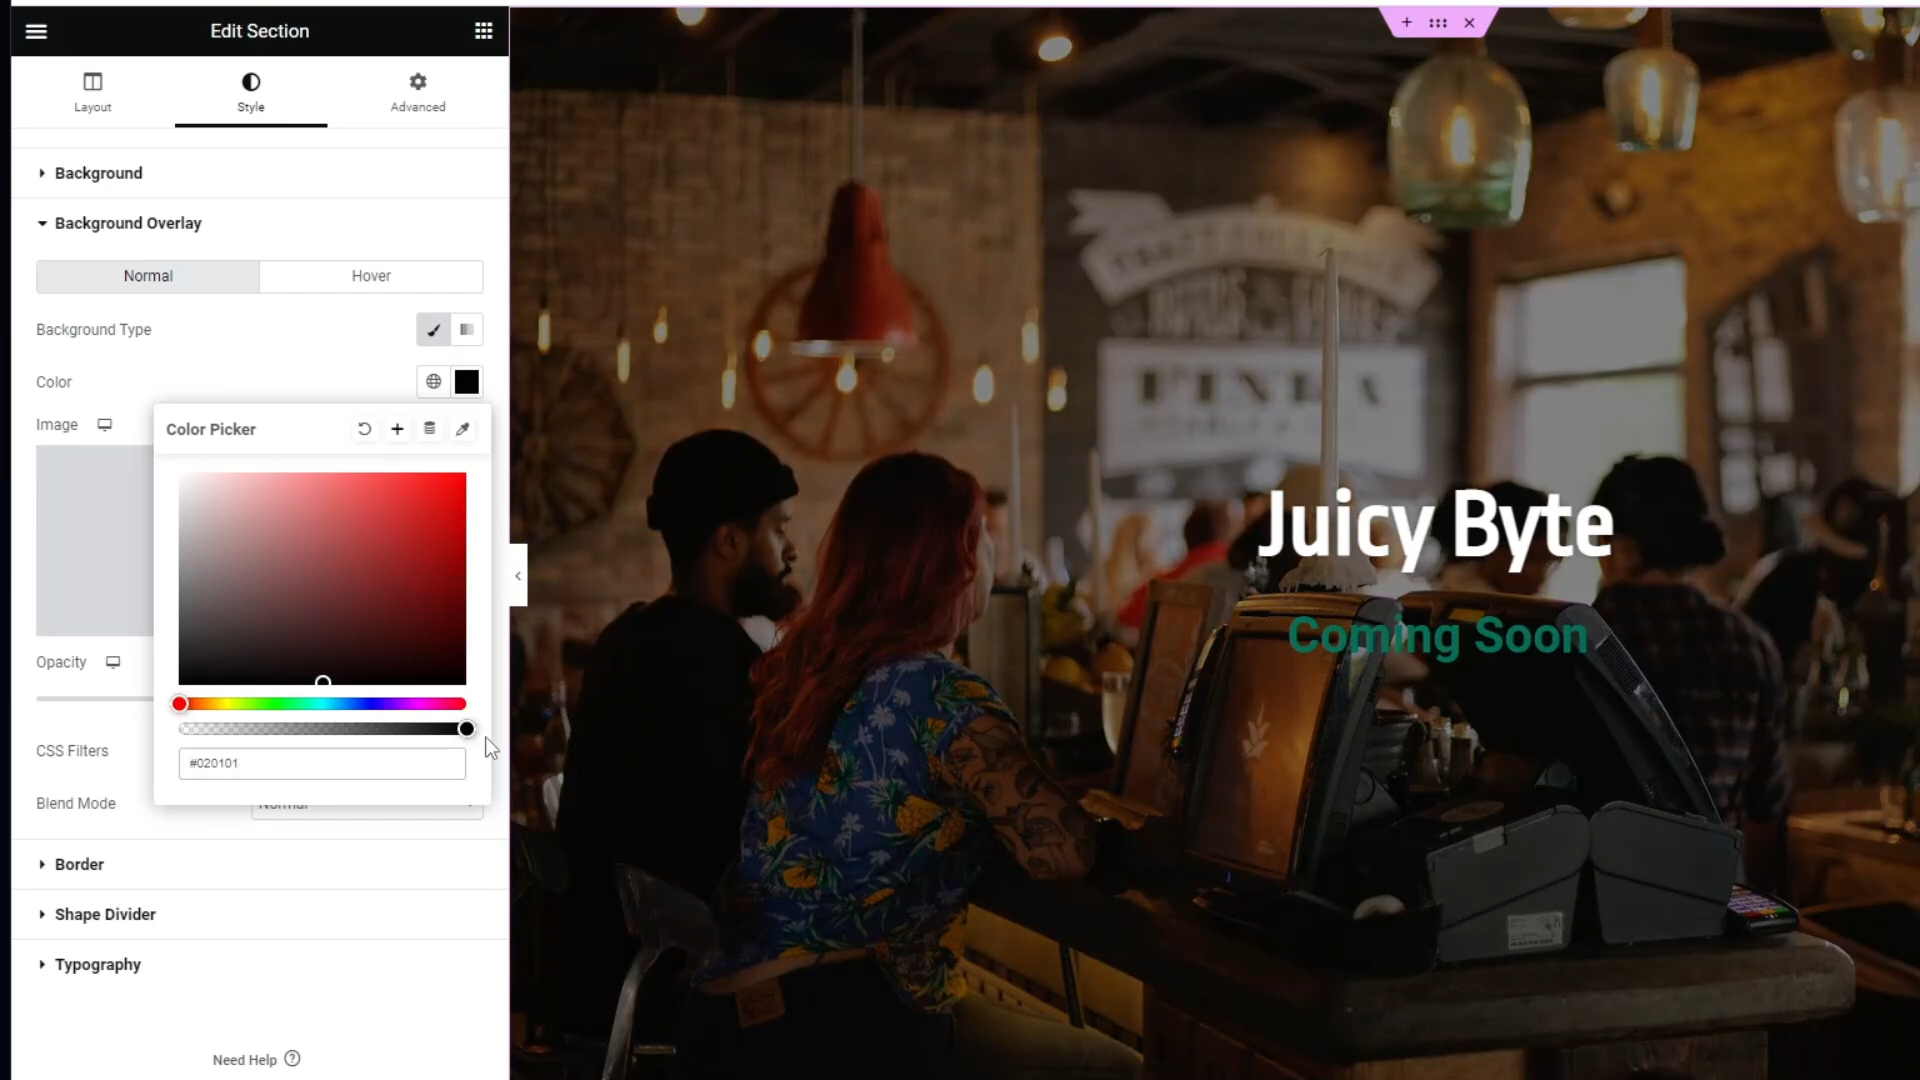 Edit Section
Layout
Style
Advanced
Background
Background Overlay
Normal
Hover
Background Type
Color
Image
Color Picker
Opacity
#020101
CSS Filters
Blend Mode
Normal
Border
Shape Divider
Typography
Need Help
Juicy Byte
Coming Soon